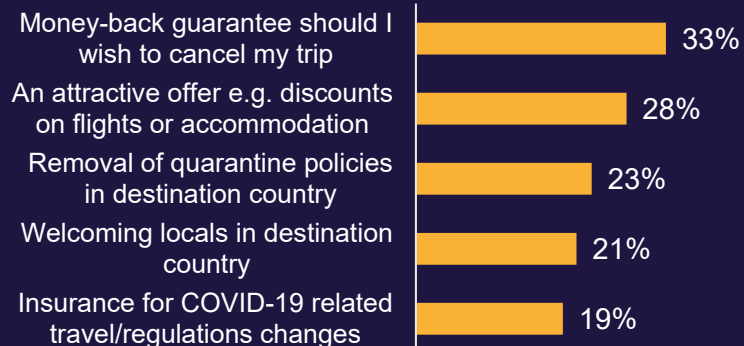 Money-back guarantee should I
wish to cancel my trip
33%
An attractive offer e.g. discounts
on flights or accommodation
28%
Removal of quarantine policies
in destination country
23%
Welcoming locals in destination
country
21%
Insurance for COVID-19 related
travel/regulations changes
19%